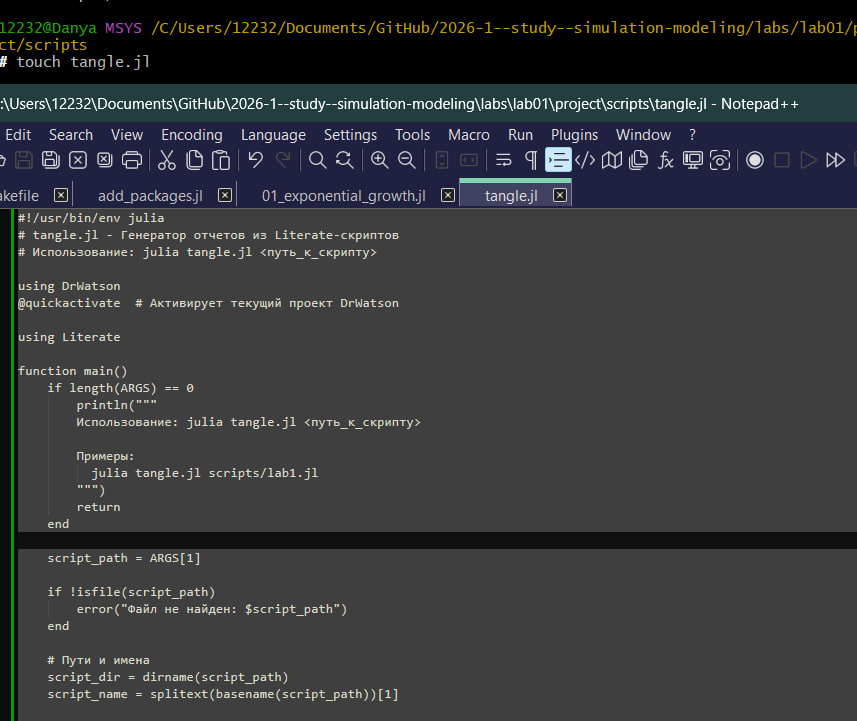 12232@Danya MSYS /C/Users/12232/Documents/GitHub/2026-1--study--simulation-modeling/labs/lab01/p
ct/scripts
# touch tangle.jl
:\Users\12232\Documents\GitHub\2026-1--study--simulation-modeling\labs\lab01\project\scripts\tangle.jl - Notepad++
Edit Search View Encoding Language Settings Tools Macro Run Plugins Window ?
akefile add_packages.jl 01_exponential_growth.jl tangle.jl
#!/usr/bin/env julia
# tangle.jl - Генератор отчетов из Literate-скриптов
# Использование: julia tangle.jl <путь_к_скрипту>
using DrWatson
@quickactivate  # Активирует текущий проект DrWatson
using Literate
function main()
    if length(ARGS) == 0
        println("""
        Использование: julia tangle.jl <путь_к_скрипту>
        Примеры:
          julia tangle.jl scripts/lab1.jl
        """)
        return
    end
    script_path = ARGS[1]
    if !isfile(script_path)
        error("Файл не найден: $script_path")
    end
    # Пути и имена
    script_dir = dirname(script_path)
    script_name = splitext(basename(script_path))[1]